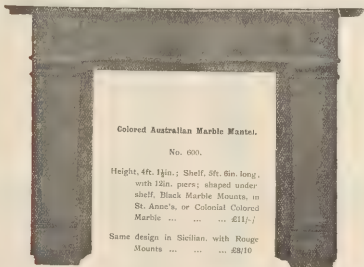 Colored Australian Marble Mantel.
No. 600.
Height, 4ft. 1½in.; Shelf, 5ft. 6in. long,
with 12in. piers; shaped under
shelf, Black Marble Mounts, in
St. Anne's, or Colonial Colored
Marble ... ... ... £11/-/
Same design in Sicilian, with Rouge
Mounts ... ... ... £8/10